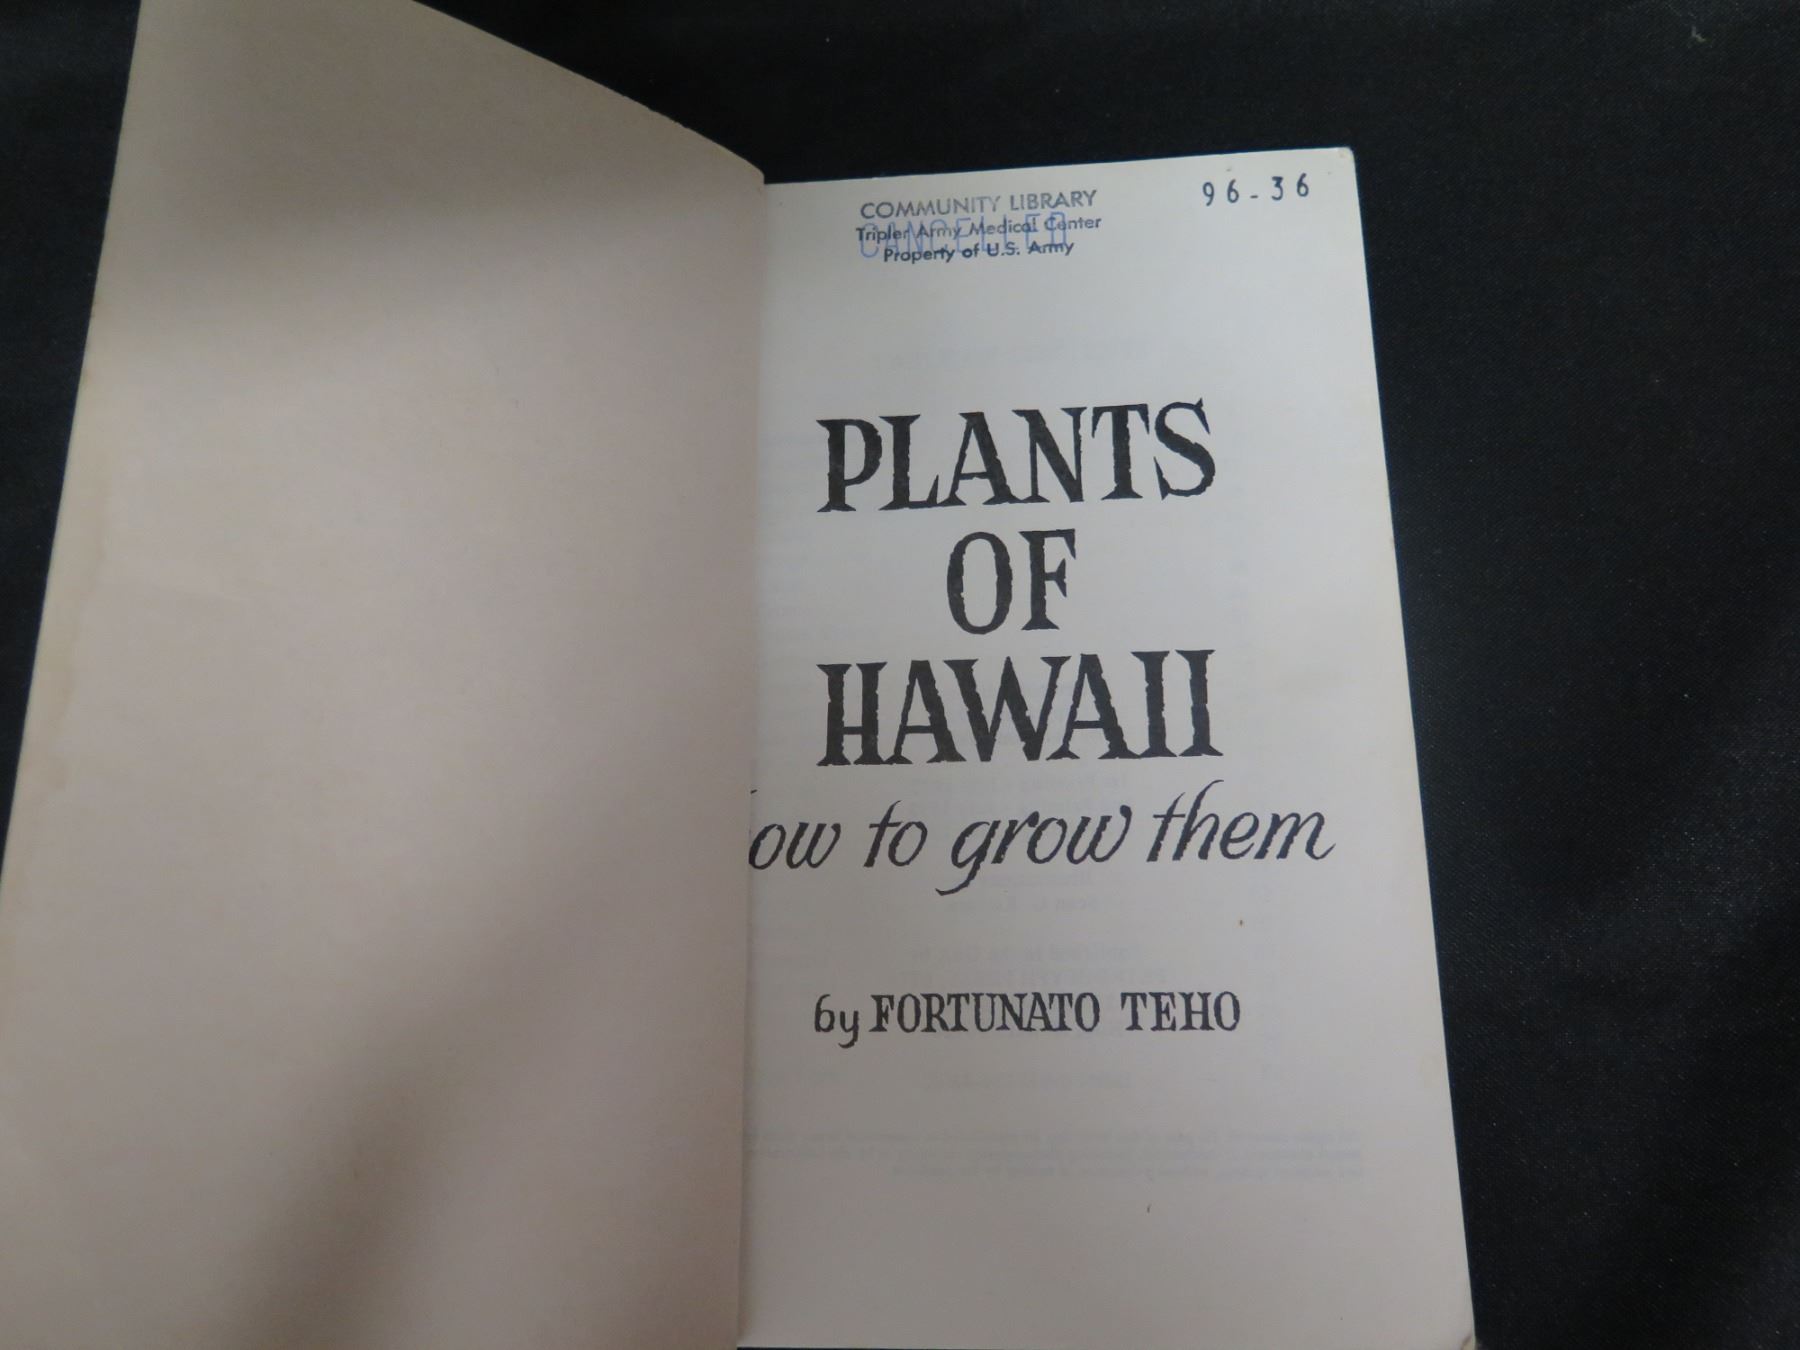 COMMUNITY LIBRARY
96-36
CANCELLED
Tripler Army Medical Center
Property of U.S. Army
PLANTS
OF
HAWAII
ow to grow them
by FORTUNATO TEHO